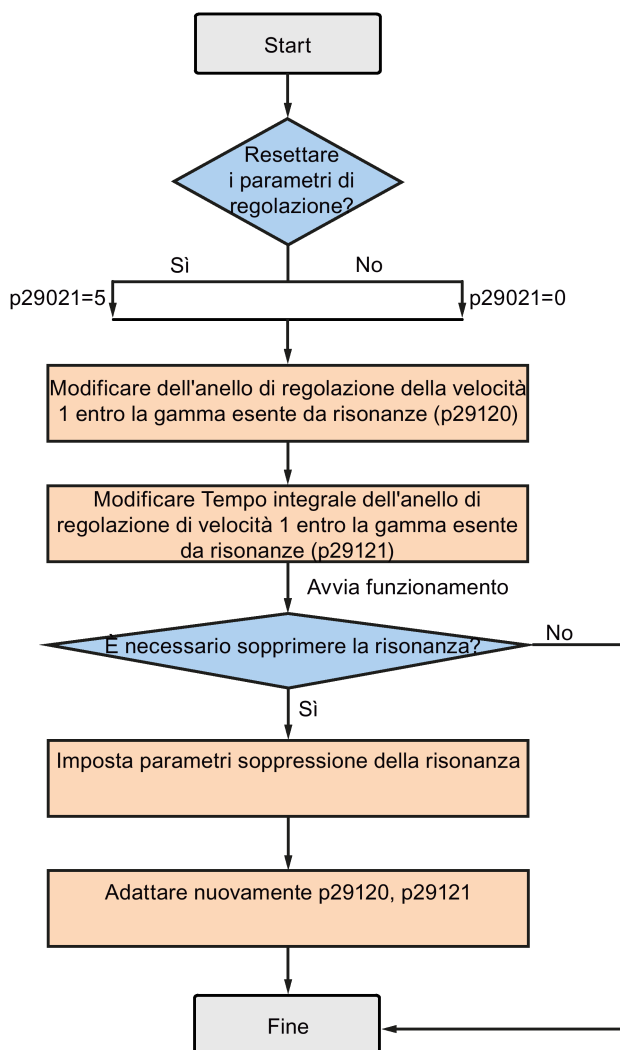 Start
Resettare
i parametri di
regolazione?
Sì
No
p29021=5
p29021=0
Modificare dell'anello di regolazione della velocità
1 entro la gamma esente da risonanze (p29120)
Modificare Tempo integrale dell'anello di
regolazione di velocità 1 entro la gamma esente
da risonanze (p29121)
Avvia funzionamento
È necessario sopprimere la risonanza?
No
Sì
Imposta parametri soppressione della risonanza
Adattare nuovamente p29120, p29121
Fine